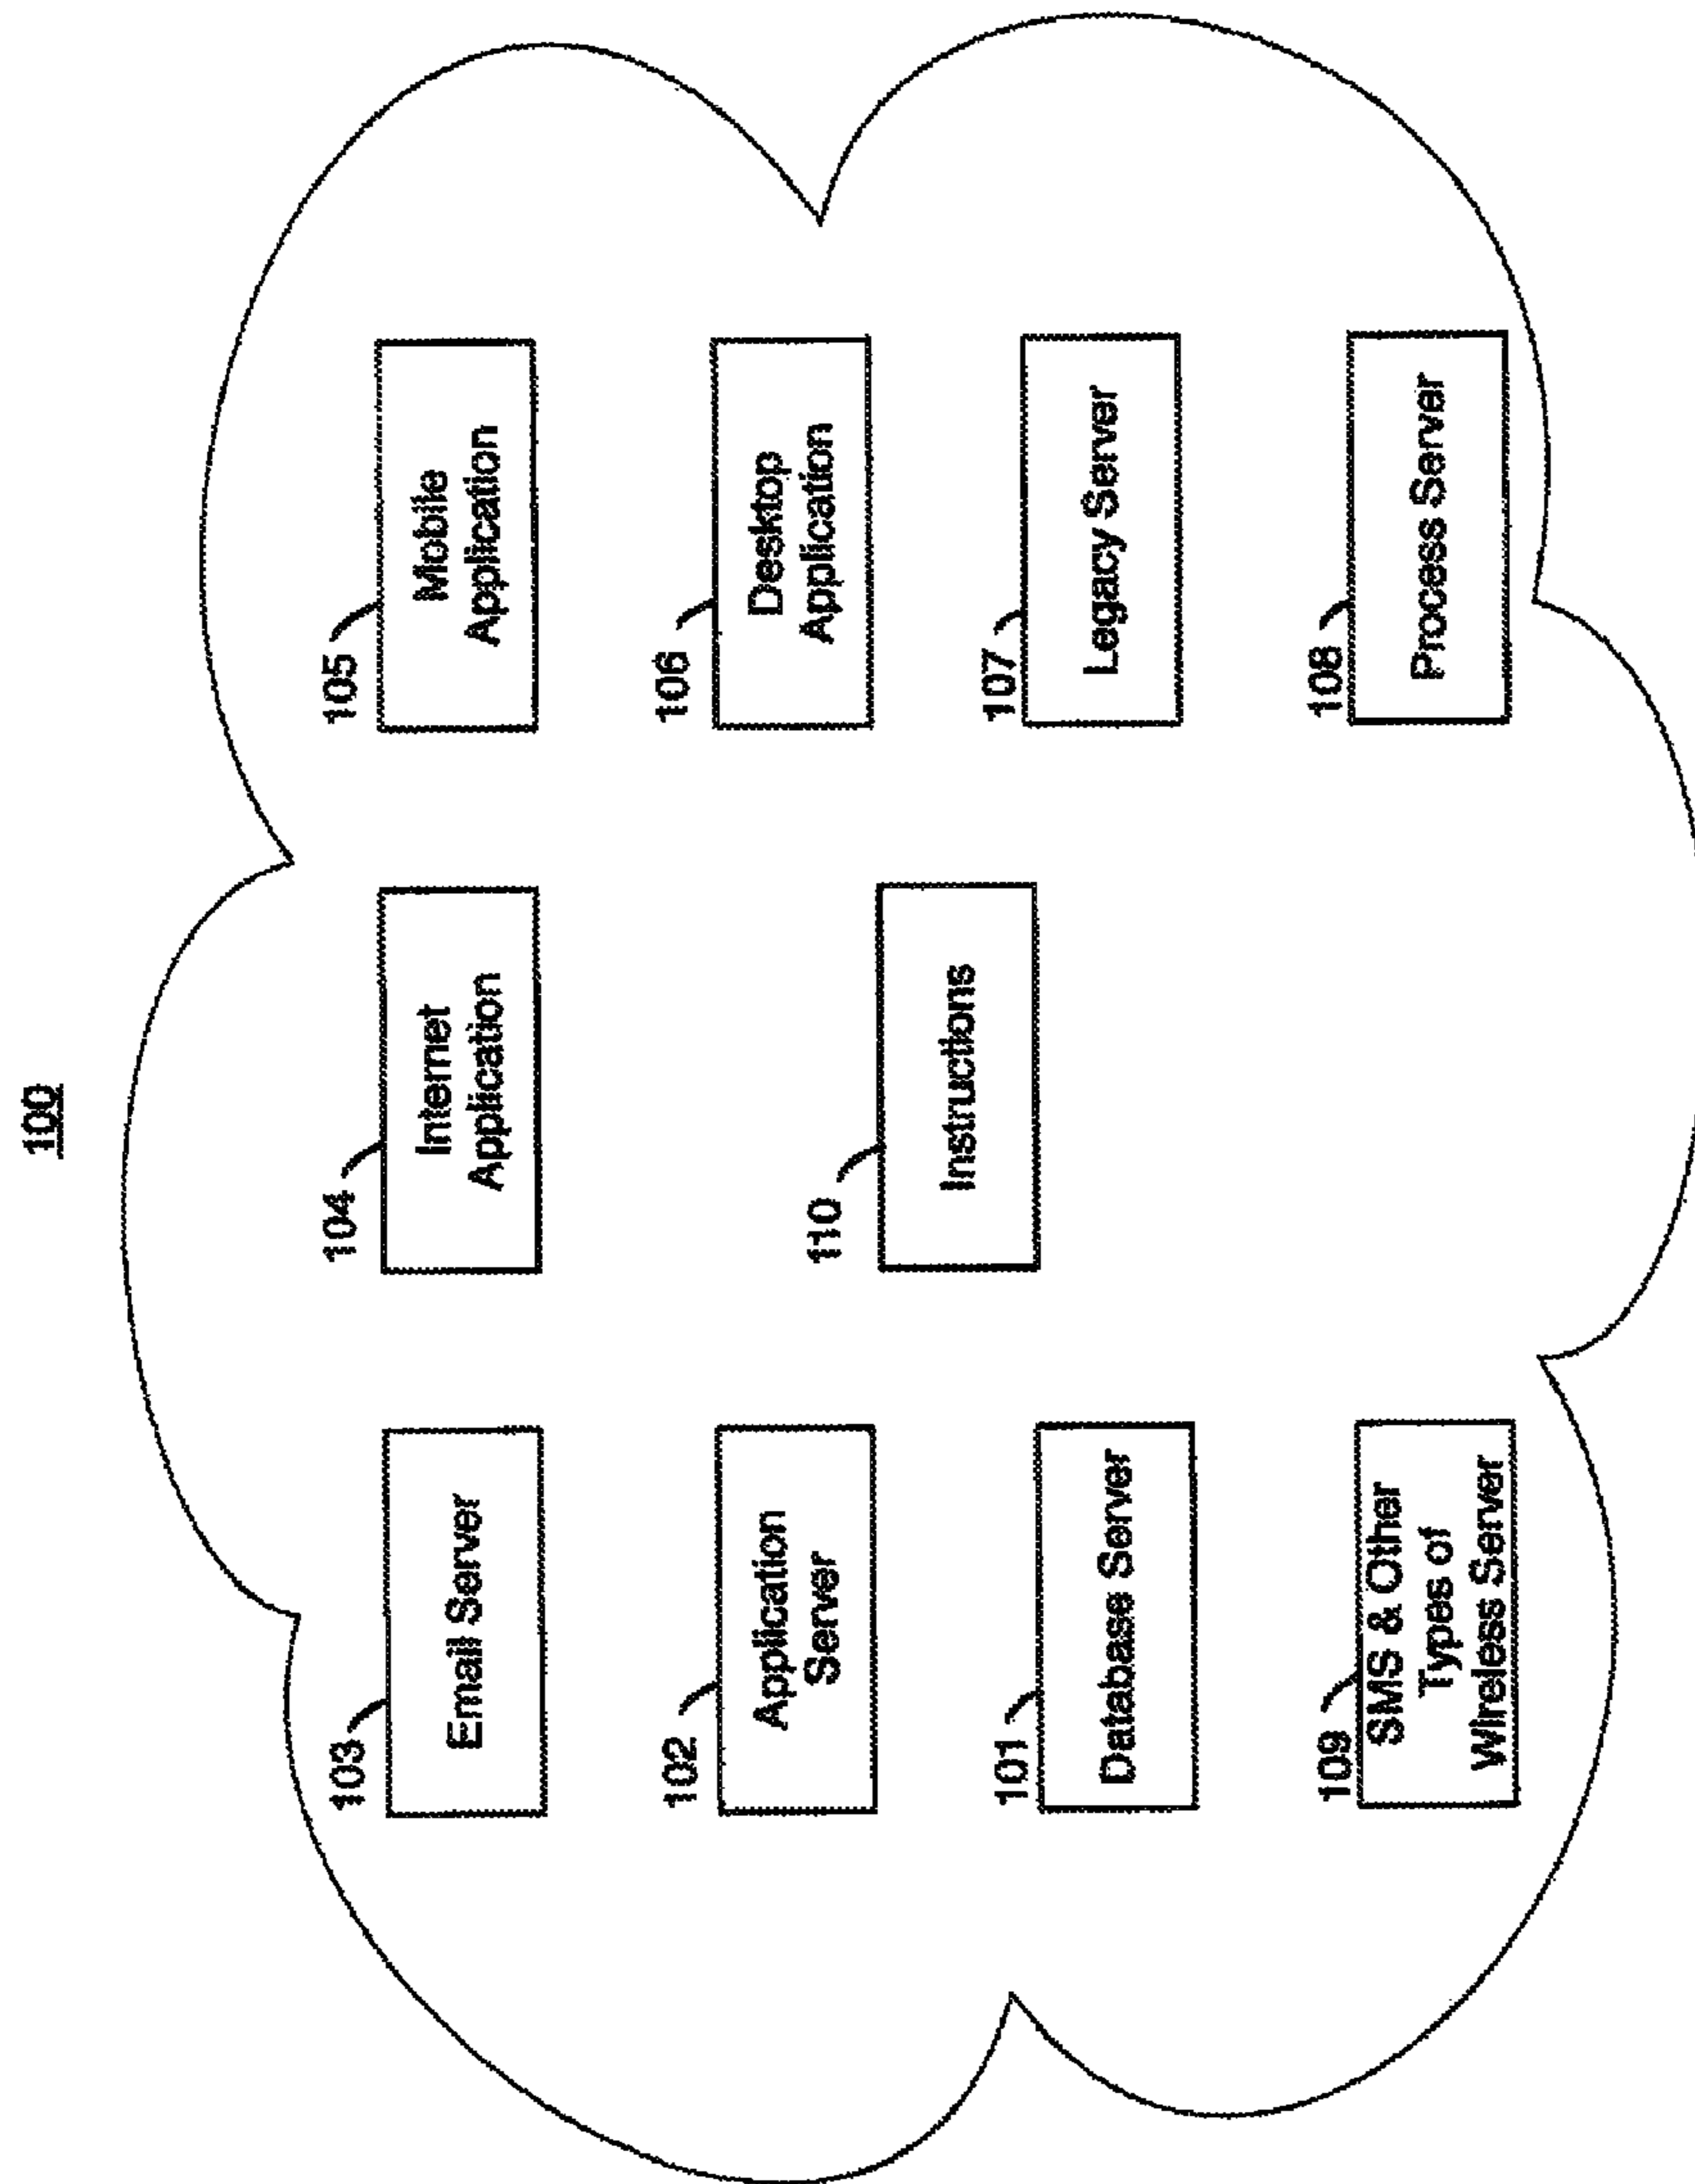 100
103
Email Server
104
Internet
Application
105
Mobile
Application
102
Application
Server
106
Desktop
Application
110
Instructions
101
Database Server
107
Legacy Server
109
SMS & Other
Types of
Wireless Server
108
Process Server